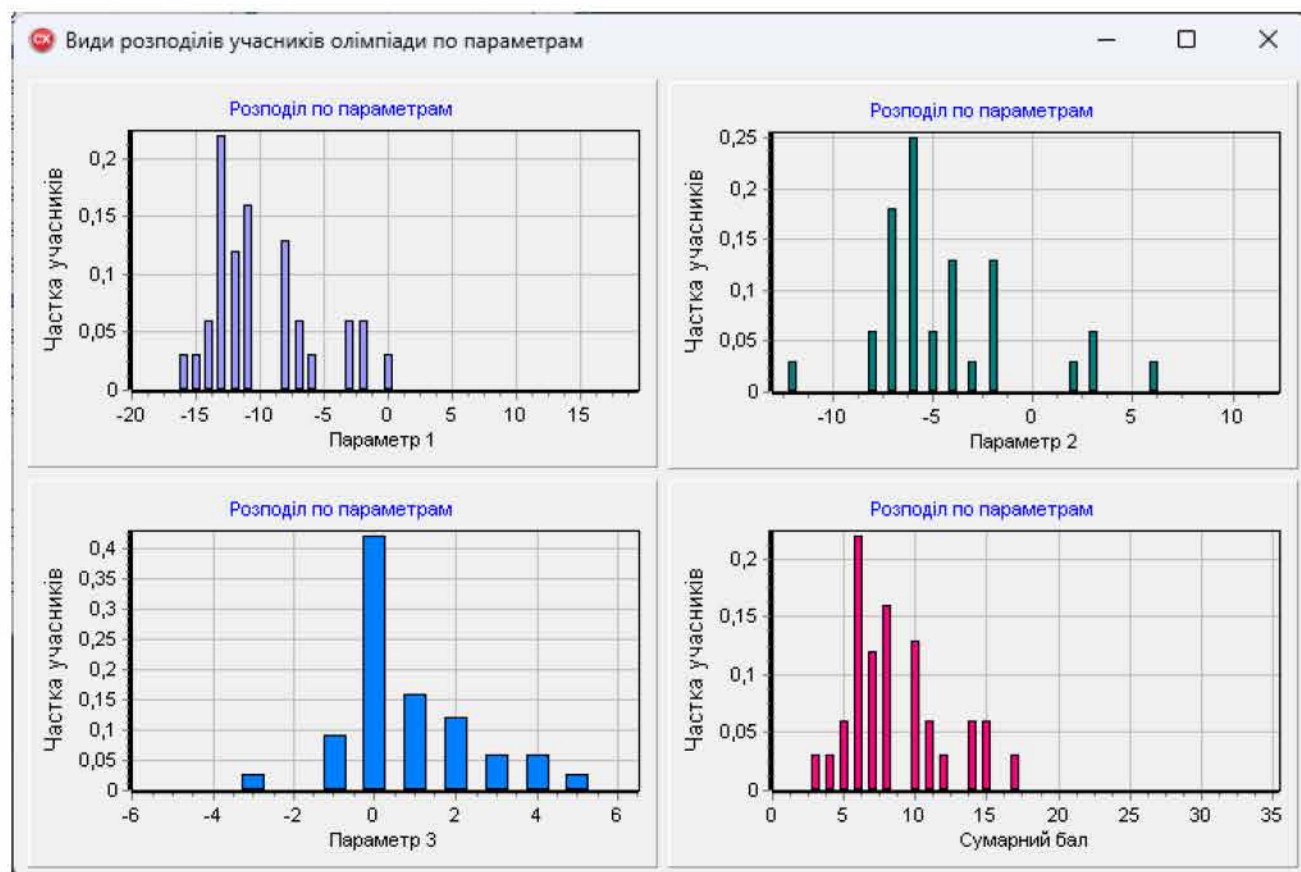 CX Види розподілів учасників олімпіади по параметрам
Розподіл по параметрам
Частка учасників
0,2
0,15
0,1
0,05
0
-20 -15 -10 -5 0 5 10 15
Параметр 1
Розподіл по параметрам
Частка учасників
0,25
0,2
0,15
0,1
0,05
0
-10 -5 0 5 10
Параметр 2
Розподіл по параметрам
Частка учасників
0,4
0,35
0,3
0,25
0,2
0,15
0,1
0,05
0
-6 -4 -2 0 2 4 6
Параметр 3
Розподіл по параметрам
Частка учасників
0,2
0,15
0,1
0,05
0
0 5 10 15 20 25 30 35
Сумарний бал